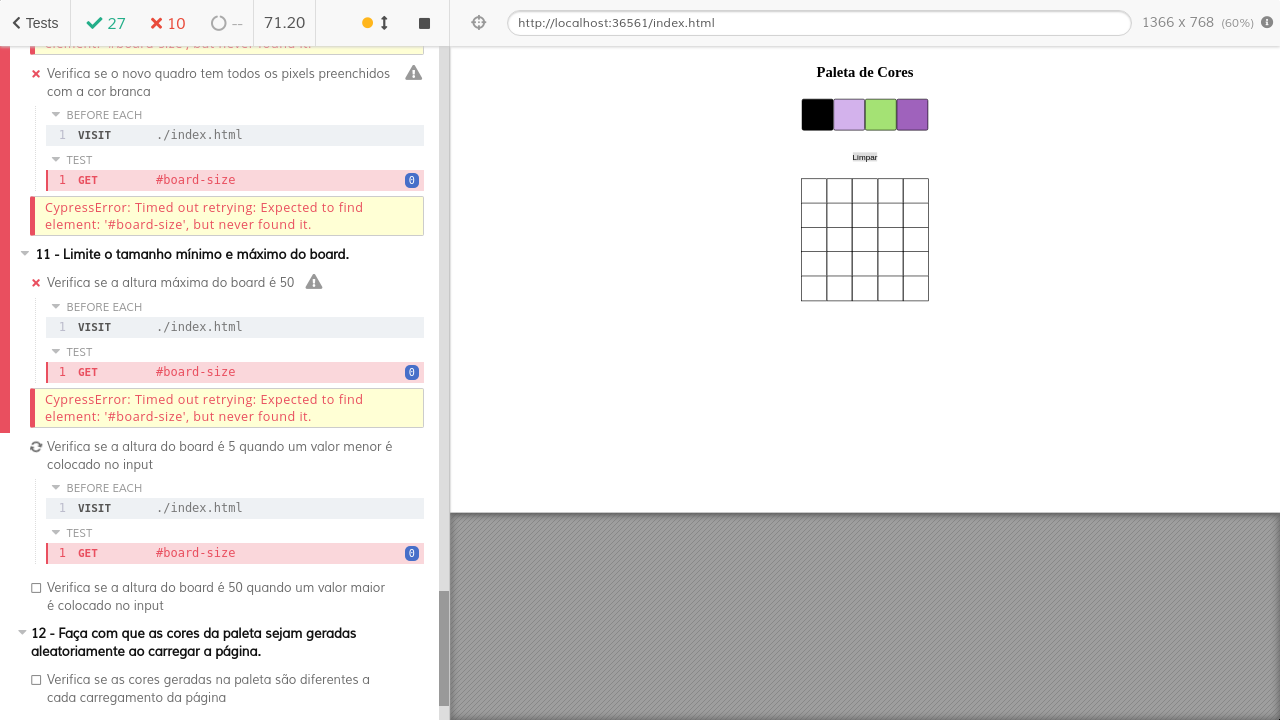 Tests
27
10
--
71.20
http://localhost:36561/index.html
1366 x 768 (60%)
element: '#board-size', but never found it.
Verifica se o novo quadro tem todos os pixels preenchidos
com a cor branca
BEFORE EACH
1 VISIT ./index.html
TEST
1 GET #board-size 0
CypressError: Timed out retrying: Expected to find
element: '#board-size', but never found it.
11 - Limite o tamanho mínimo e máximo do board.
Verifica se a altura máxima do board é 50
BEFORE EACH
1 VISIT ./index.html
TEST
1 GET #board-size 0
CypressError: Timed out retrying: Expected to find
element: '#board-size', but never found it.
Verifica se a altura do board é 5 quando um valor menor é
colocado no input
BEFORE EACH
1 VISIT ./index.html
TEST
1 GET #board-size 0
Verifica se a altura do board é 50 quando um valor maior
é colocado no input
12 - Faça com que as cores da paleta sejam geradas
aleatoriamente ao carregar a página.
Verifica se as cores geradas na paleta são diferentes a
cada carregamento da página
Paleta de Cores
Limpar